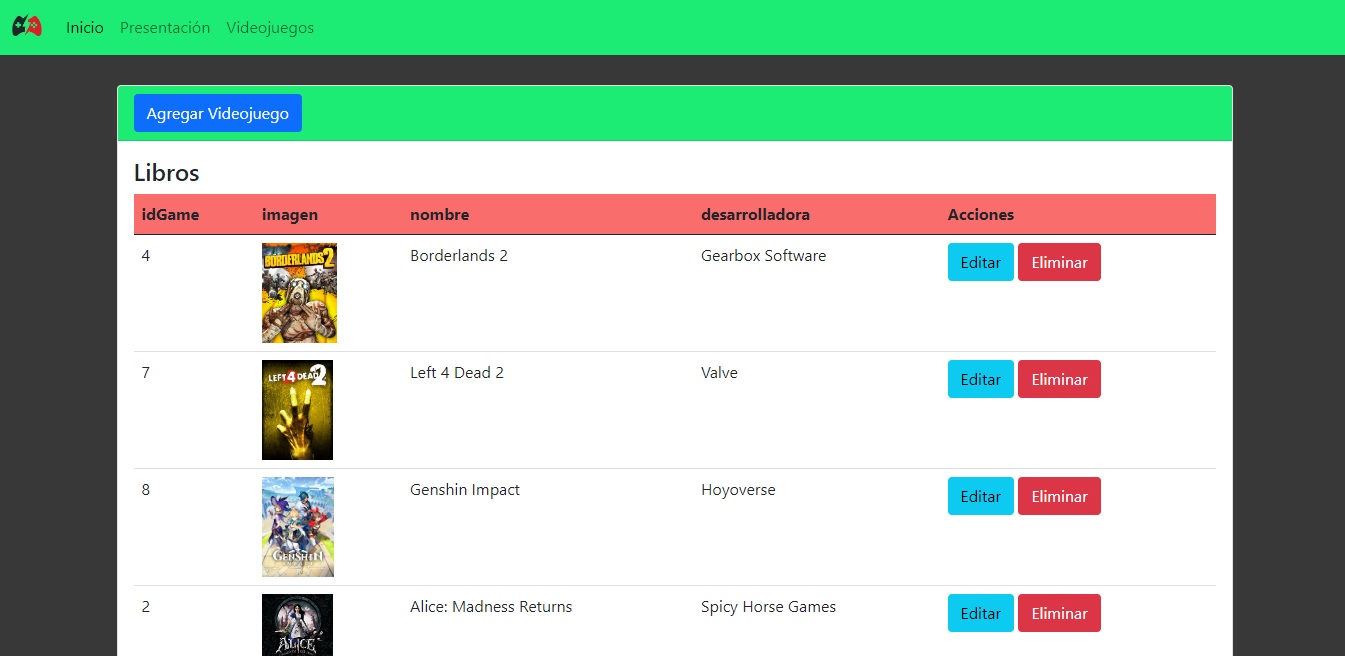 Inicio Presentación Videojuegos
Agregar Videojuego
Libros
idGame imagen nombre desarrolladora Acciones
4 Borderlands 2 Gearbox Software Editar Eliminar
BORDERLANDS 2
7 Left 4 Dead 2 Valve Editar Eliminar
LEFT 4 DEAD 2
8 Genshin Impact Hoyoverse Editar Eliminar
GENSHIN
2 Alice: Madness Returns Spicy Horse Games Editar Eliminar
ALICE